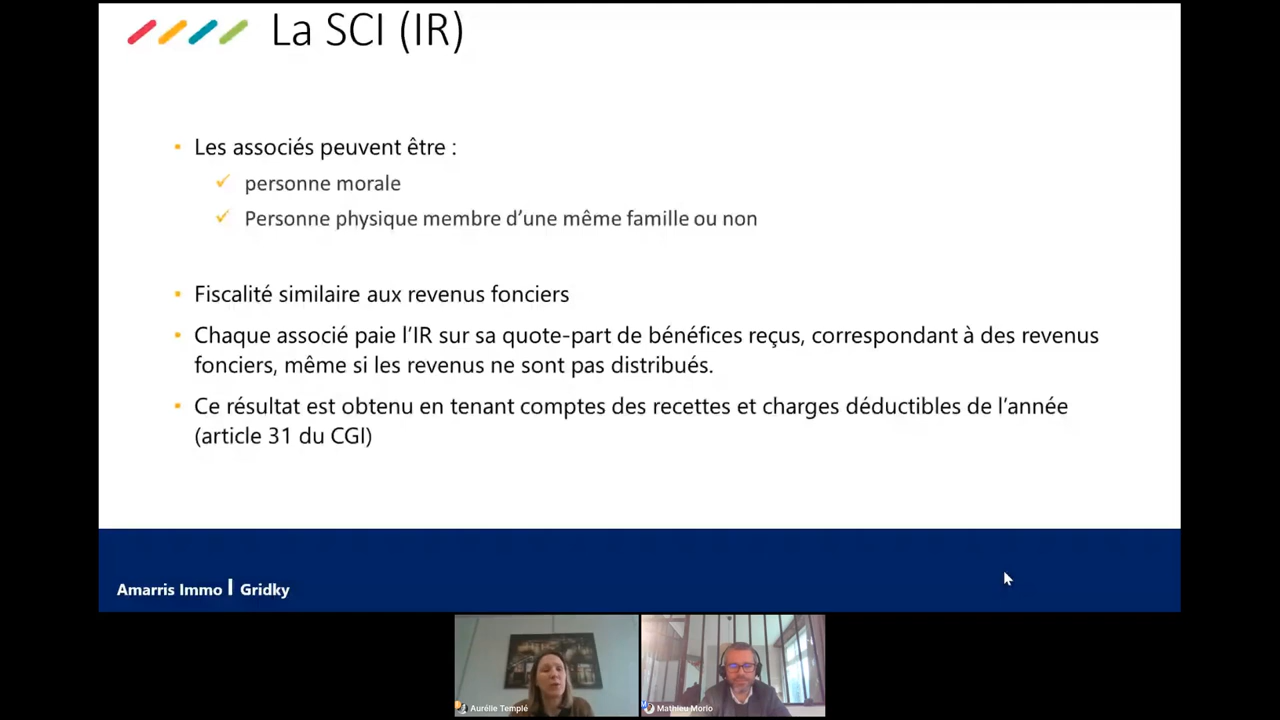 La SCI (IR)
Les associés peuvent être :
personne morale
Personne physique membre d’une même famille ou non
Fiscalité similaire aux revenus fonciers
Chaque associé paie l’IR sur sa quote-part de bénéfices reçus, correspondant à des revenus
fonciers, même si les revenus ne sont pas distribués.
Ce résultat est obtenu en tenant comptes des recettes et charges déductibles de l’année
(article 31 du CGI)
Amarris Immo | Gridky
Aurélie Templé
Mathieu Morio